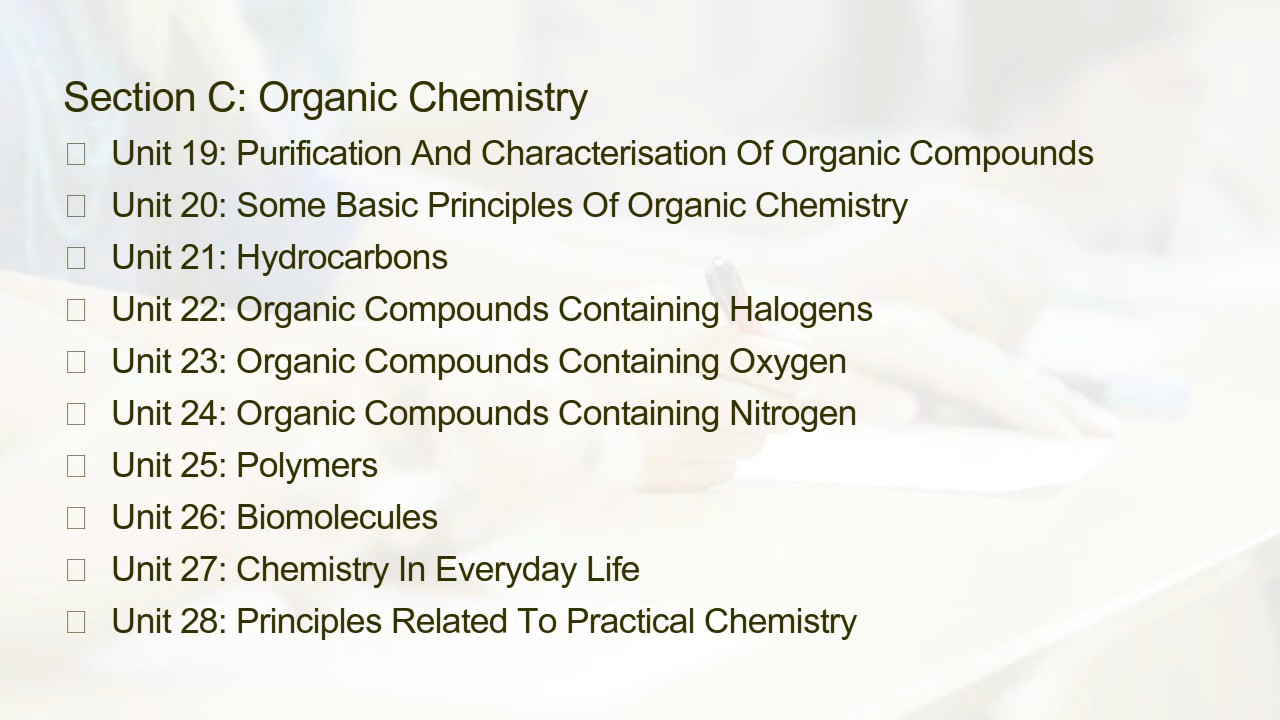 Section C: Organic Chemistry
Unit 19: Purification And Characterisation Of Organic Compounds
Unit 20: Some Basic Principles Of Organic Chemistry
Unit 21: Hydrocarbons
Unit 22: Organic Compounds Containing Halogens
Unit 23: Organic Compounds Containing Oxygen
Unit 24: Organic Compounds Containing Nitrogen
Unit 25: Polymers
Unit 26: Biomolecules
Unit 27: Chemistry In Everyday Life
Unit 28: Principles Related To Practical Chemistry